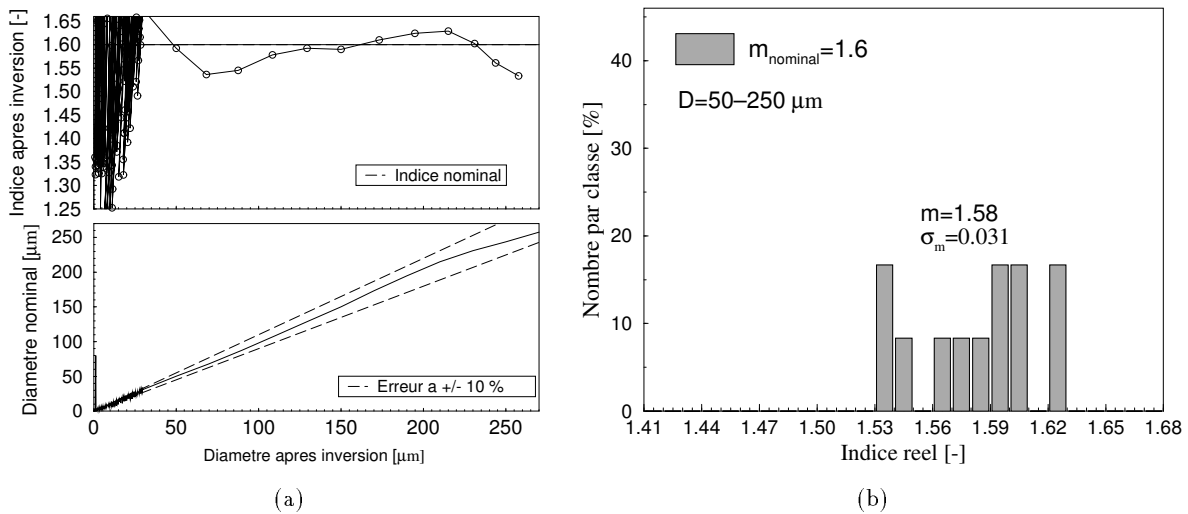 1.65
1.60
1.55
1.50
1.45
1.40
1.35
1.30
1.25
Indice apres inversion [-]
Indice nominal
250
200
150
100
50
0
Diametre nominal [μm]
Erreur a +/- 10 %
0 50 100 150 200 250
Diametre apres inversion [μm]
(a)
40
30
20
10
0
Nombre par classe [%]
m_nominal=1.6
D=50–250 μm
m=1.58
σ_m=0.031
1.41 1.44 1.47 1.50 1.53 1.56 1.59 1.62 1.65 1.68
Indice reel [-]
(b)